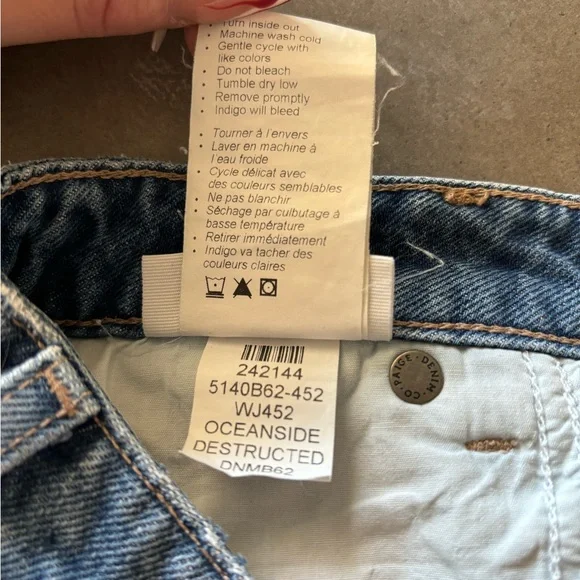 • Turn inside out
• Machine wash cold
• Gentle cycle with
like colors
• Do not bleach
• Tumble dry low
• Remove promptly
• Indigo will bleed
• Tourner à l'envers
• Laver en machine à
l'eau froide
• Cycle délicat avec
des couleurs semblables
• Ne pas blanchir
• Séchage par culbutage à
basse température
• Retirer immédiatement
• Indigo va tacher des
couleurs claires
242144
5140B62-452
WJ452
OCEANSIDE
DESTRUCTED
DNMB62
PAIGE · DENIM · CO ·